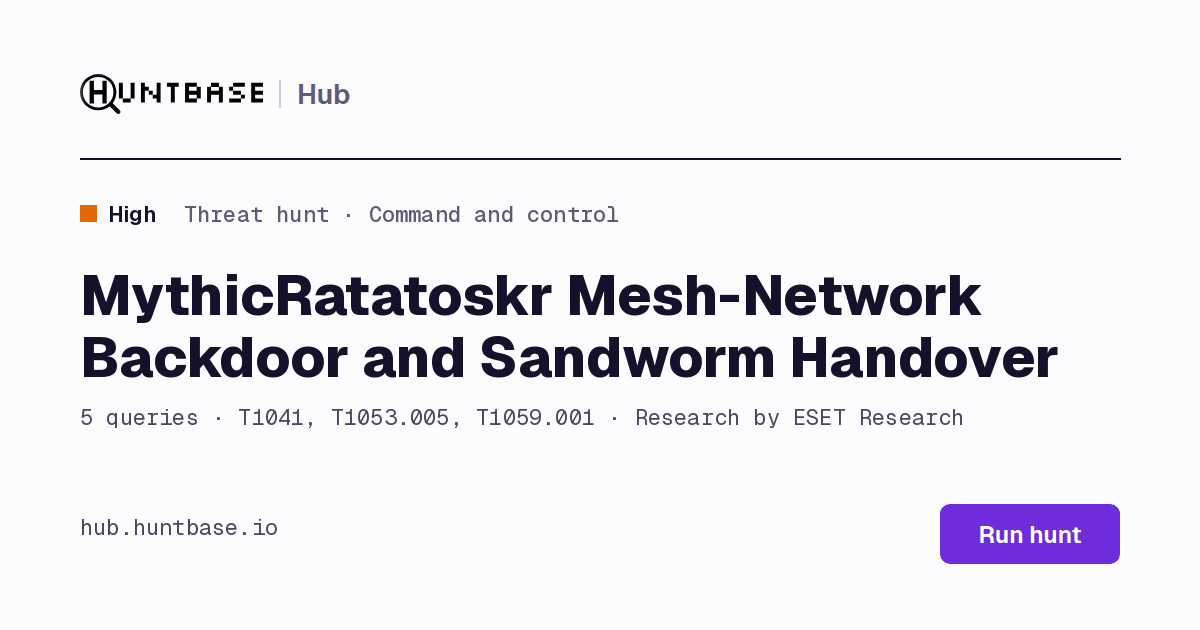 HUNTBASE Hub
High Threat hunt · Command and control
MythicRatatoskr Mesh-Network
Backdoor and Sandworm Handover
5 queries · T1041, T1053.005, T1059.001 · Research by ESET Research
hub.huntbase.io
Run hunt